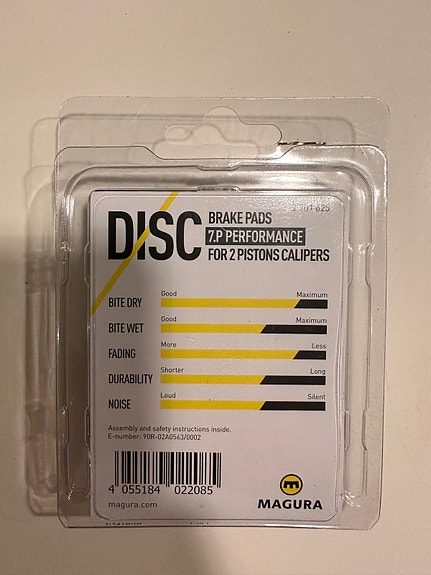 DISC
BRAKE PADS
7.P PERFORMANCE
FOR 2 PISTONS CALIPERS
BITE DRY
Good Maximum
BITE WET
Good Maximum
FADING
More Less
DURABILITY
Shorter Long
NOISE
Loud Silent
Assembly and safety instructions inside.
E-number: 90R-02A0563/0002
4 055184 022085
magura.com
MAGURA